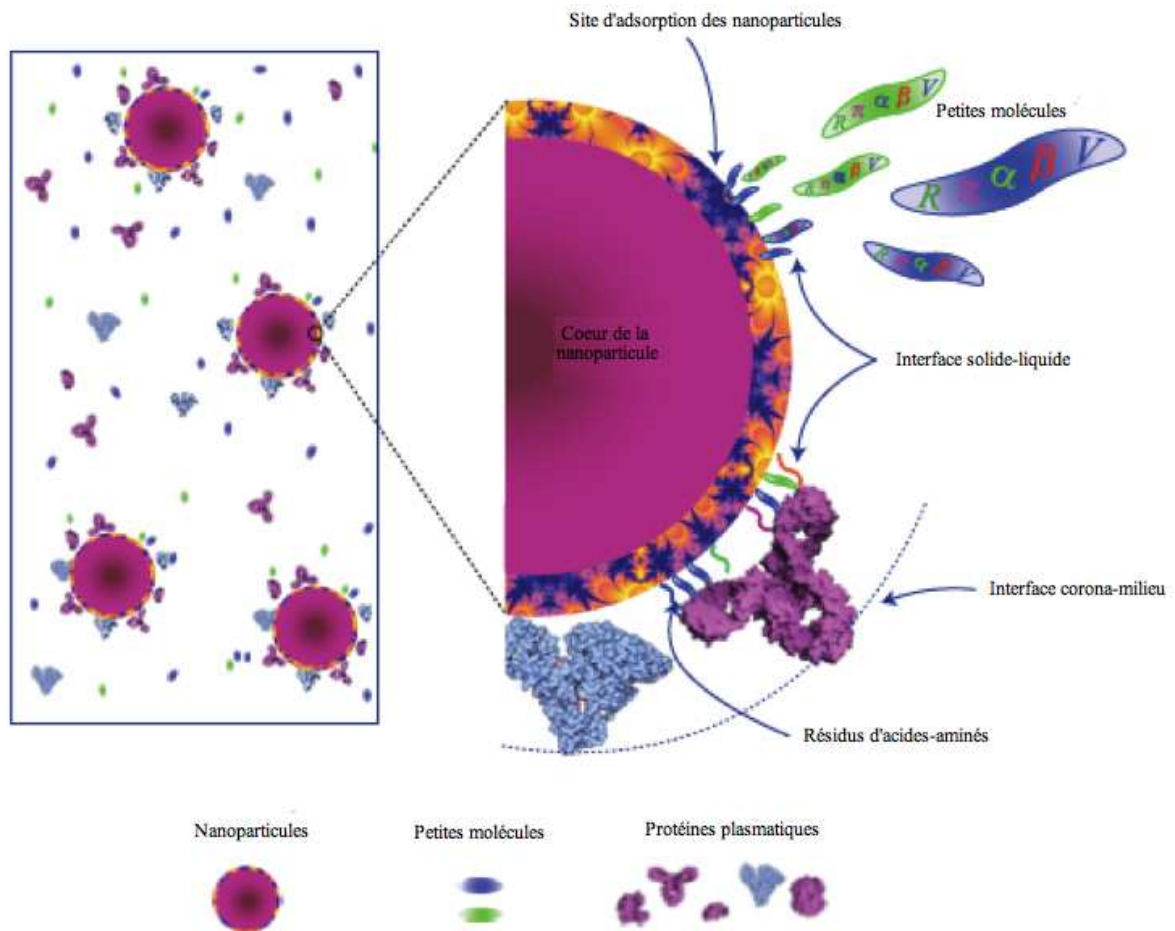 Site d'adsorption des nanoparticules
Petites molécules
R π α β V
R π α β V
R π α β V
R π α β V
Coeur de la
nanoparticule
Interface solide-liquide
Interface corona-milieu
Résidus d'acides-aminés
Nanoparticules
Petites molécules
Protéines plasmatiques